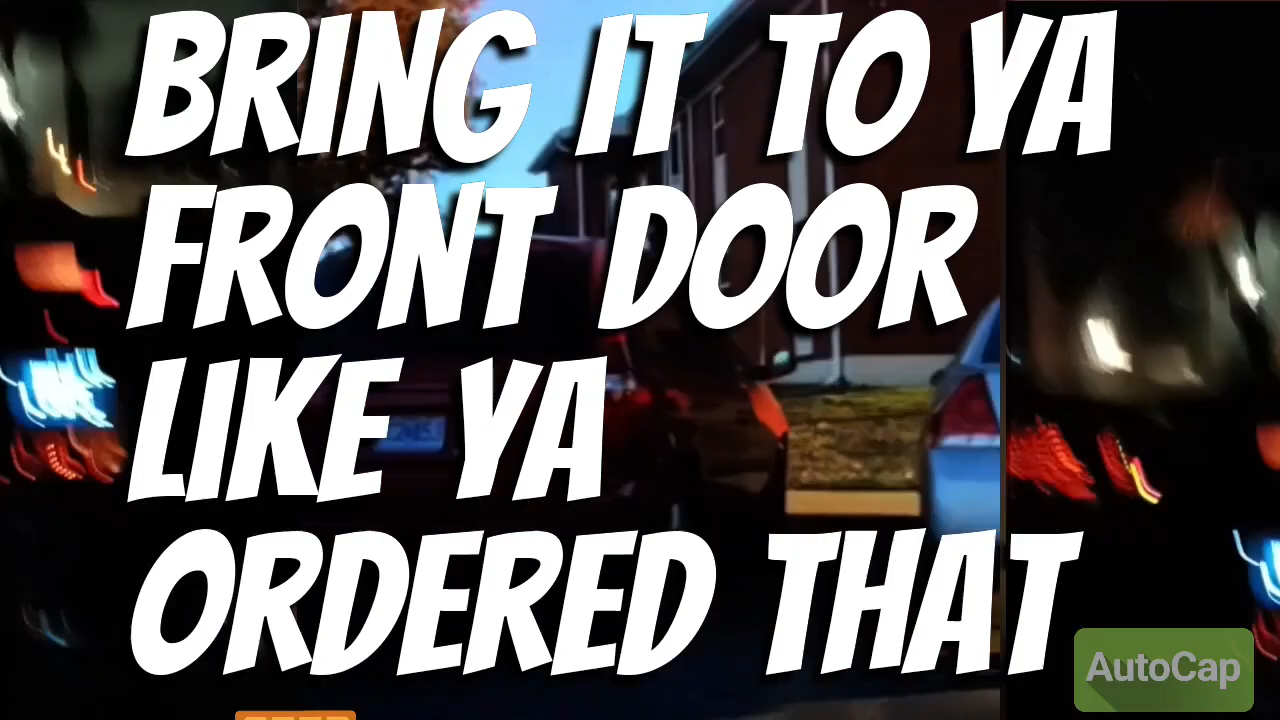 BRING IT TO YA
FRONT DOOR
LIKE YA
ORDERED THAT
AutoCap